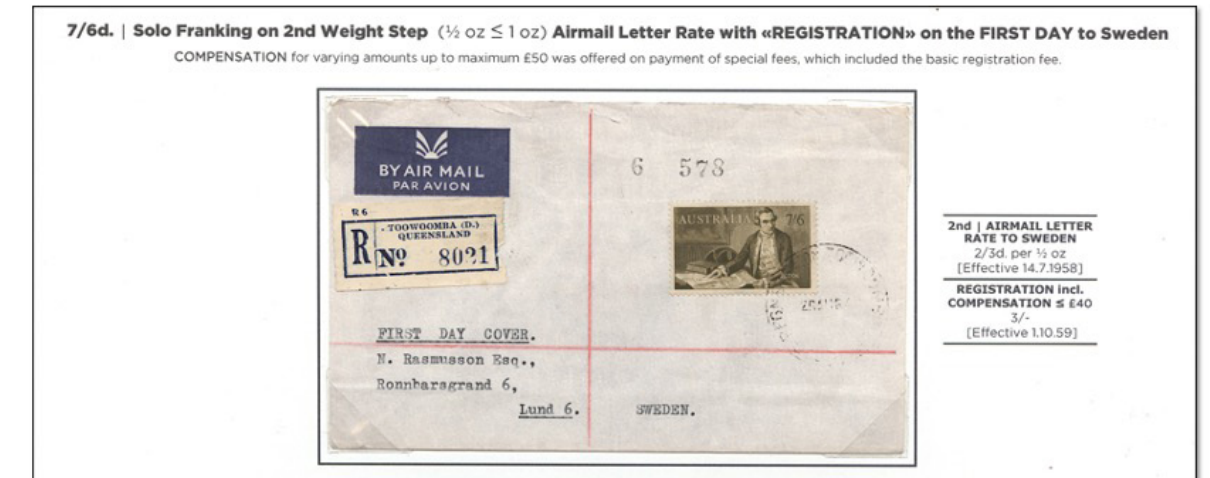 7/6d. | Solo Franking on 2nd Weight Step (½ oz ≤ 1 oz) Airmail Letter Rate with «REGISTRATION» on the FIRST DAY to Sweden
COMPENSATION for varying amounts up to maximum £50 was offered on payment of special fees, which included the basic registration fee.
BY AIR MAIL
PAR AVION
6 578
R 6
TOOWOOMBA (D.)
QUEENSLAND
R No 8021
AUSTRALIA 7/6
2nd | AIRMAIL LETTER
RATE TO SWEDEN
2/3d. per ½ oz
[Effective 14.7.1958]
REGISTRATION incl.
COMPENSATION ≤ £40
3/-
[Effective 1.10.59]
FIRST DAY COVER.
N. Rasmusson Esq.,
Ronnbarsgrand 6,
Lund 6. SWEDEN.